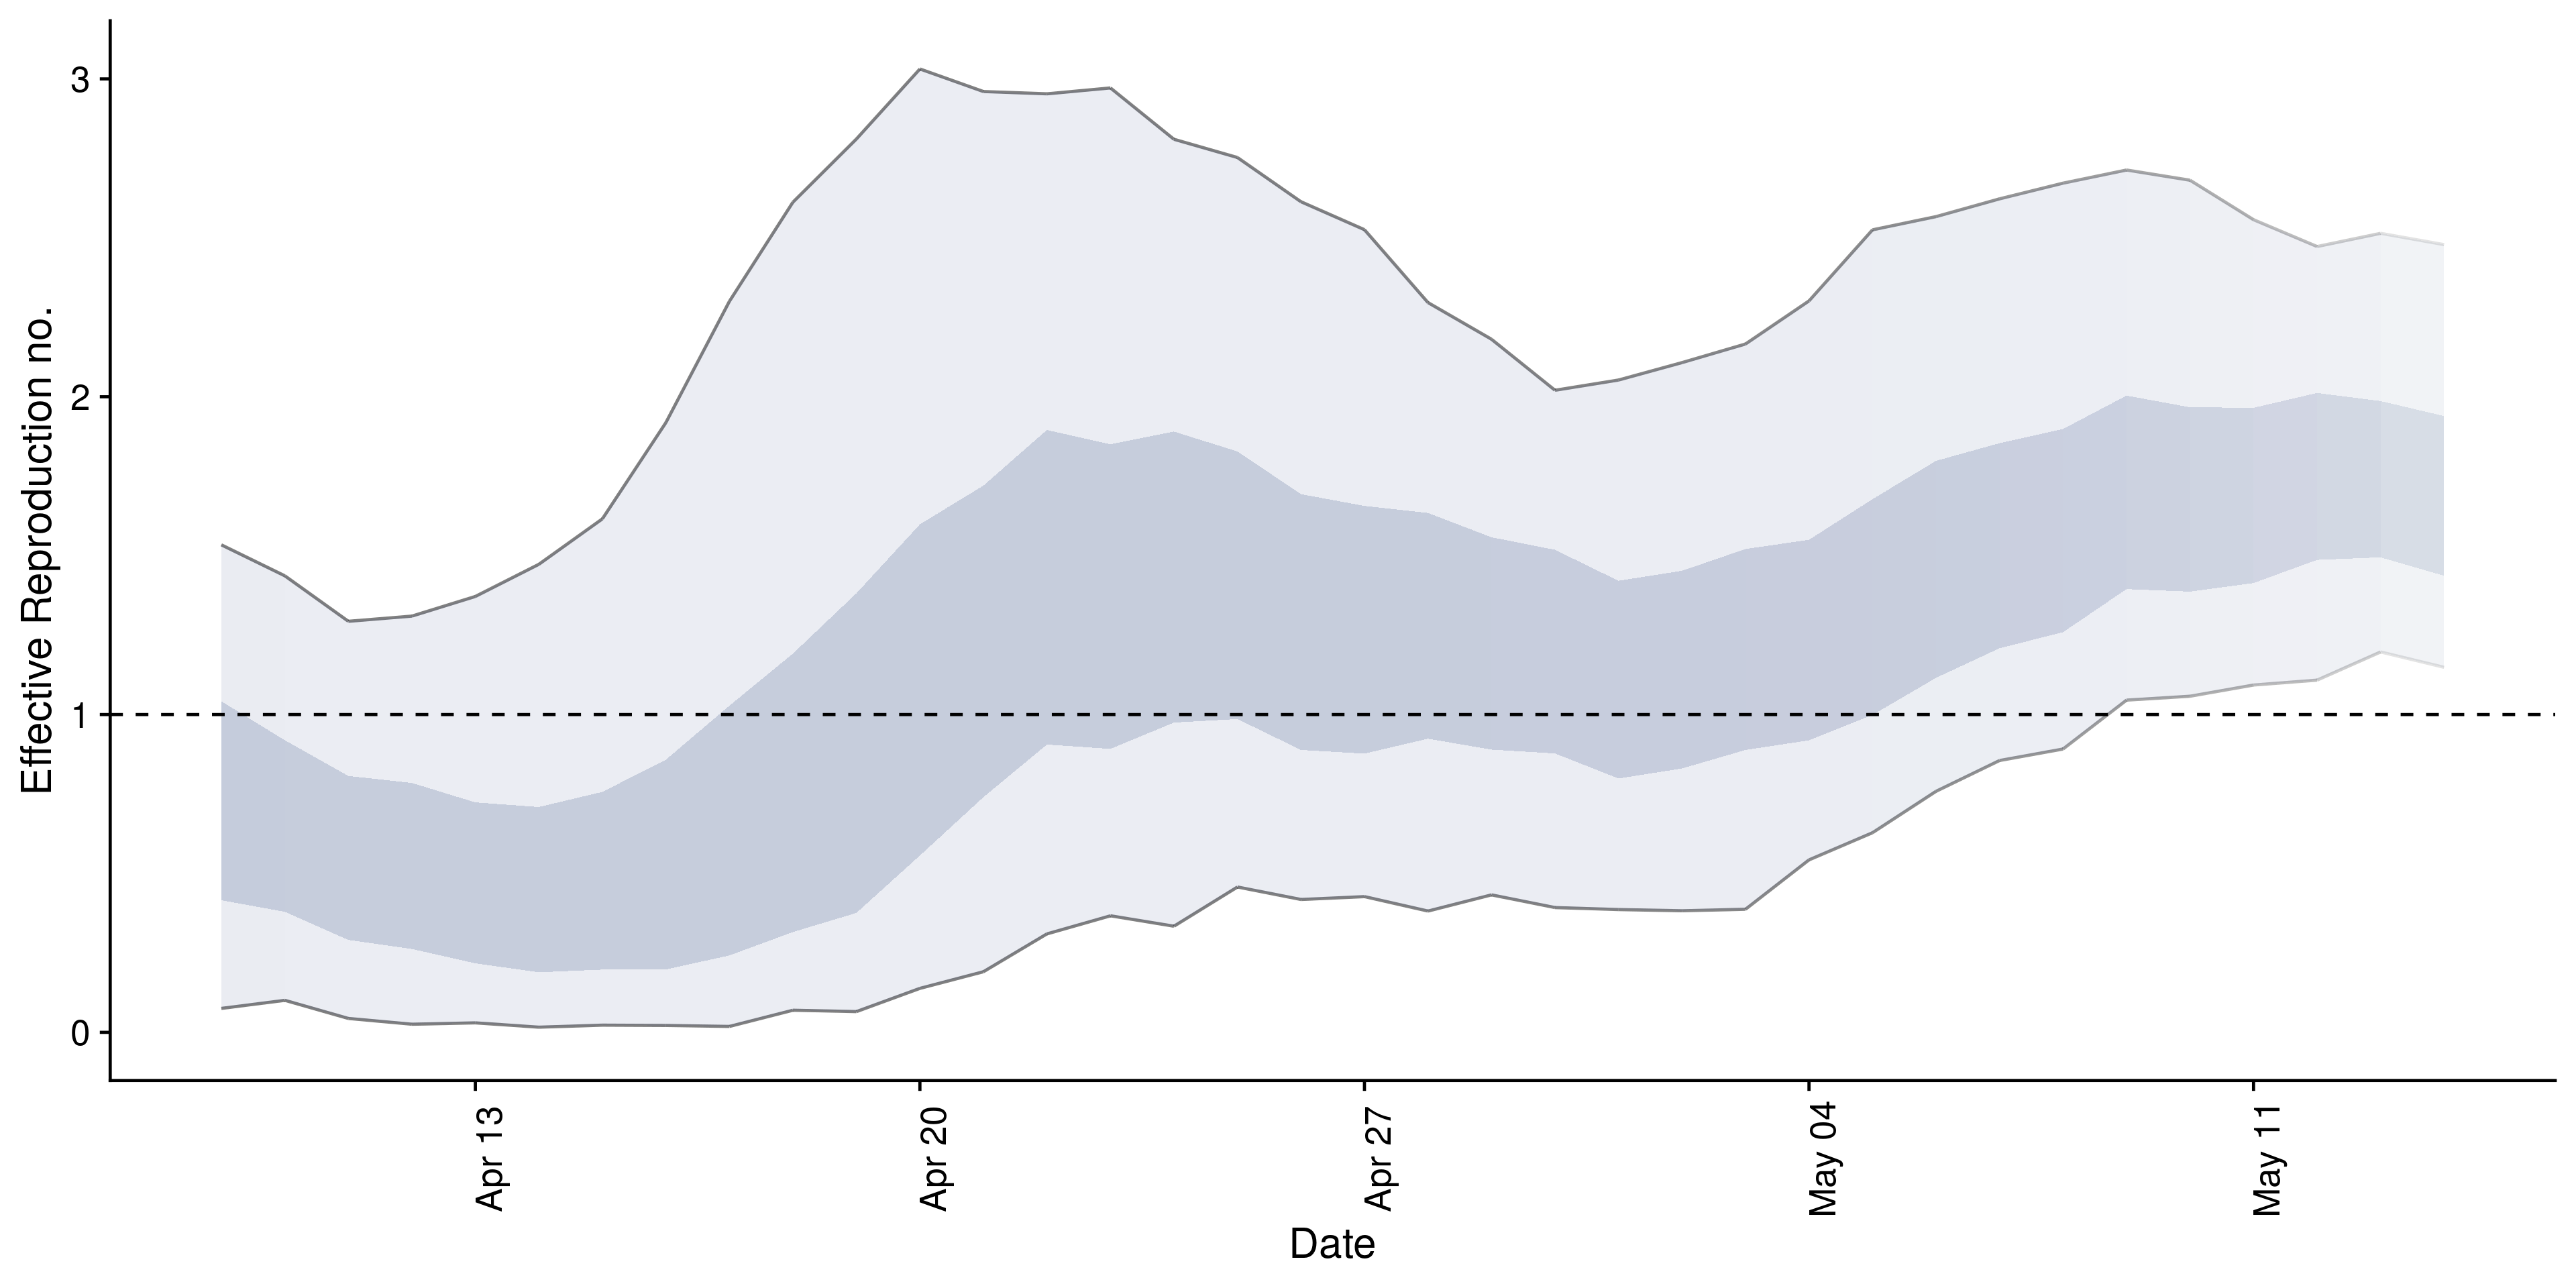 Effective Reproduction no.
3
2
1
0
Apr 13
Apr 20
Apr 27
May 04
May 11
Date